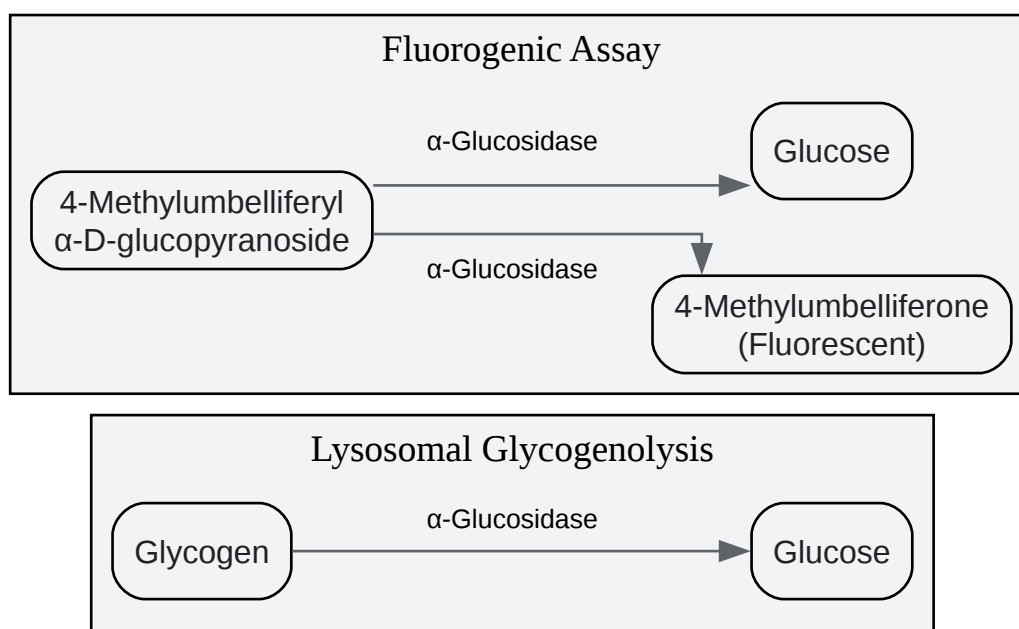 Fluorogenic Assay
α-Glucosidase
Glucose
4-Methylumbelliferyl
α-D-glucopyranoside
α-Glucosidase
4-Methylumbelliferone
(Fluorescent)
Lysosomal Glycogenolysis
α-Glucosidase
Glycogen
Glucose